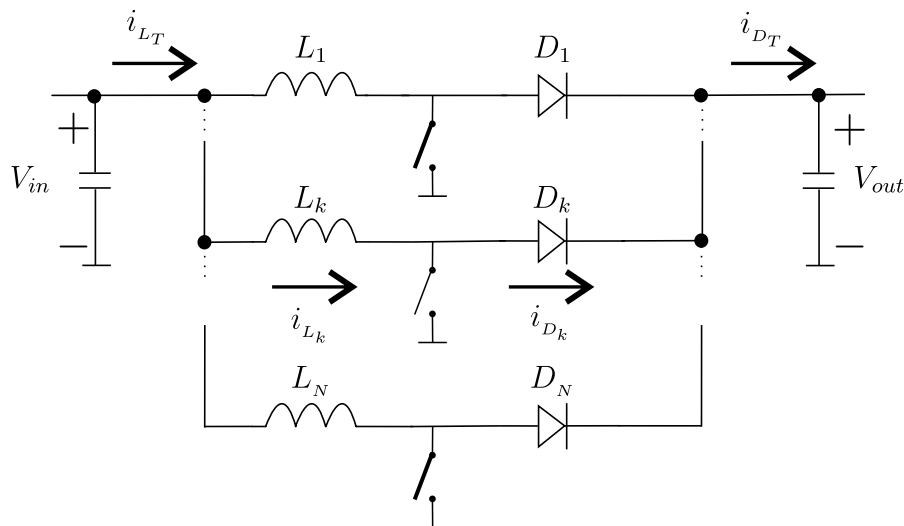 i_{L_T} L_1 D_1 i_{D_T}
+ +
V_{in} V_{out}
− −
L_k D_k
i_{L_k} i_{D_k}
L_N D_N